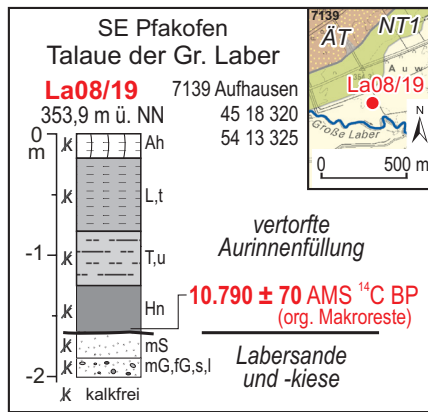 SE Pfakofen
Talaue der Gr. Laber
La08/19
353,9 m ü. NN
7139 Aufhausen
45 18 320
54 13 325
7139
ÄT
NT1
A u w
La08/19
Große Laber
N
0 500 m
0
m
-1
-2
Ah
L,t
T,u
Hn
mS
mG,fG,s,l
vertorfte
Aurinnenfüllung
10.790 ± 70 AMS ¹⁴C BP
(org. Makroreste)
Labersande
und -kiese
kalkfrei